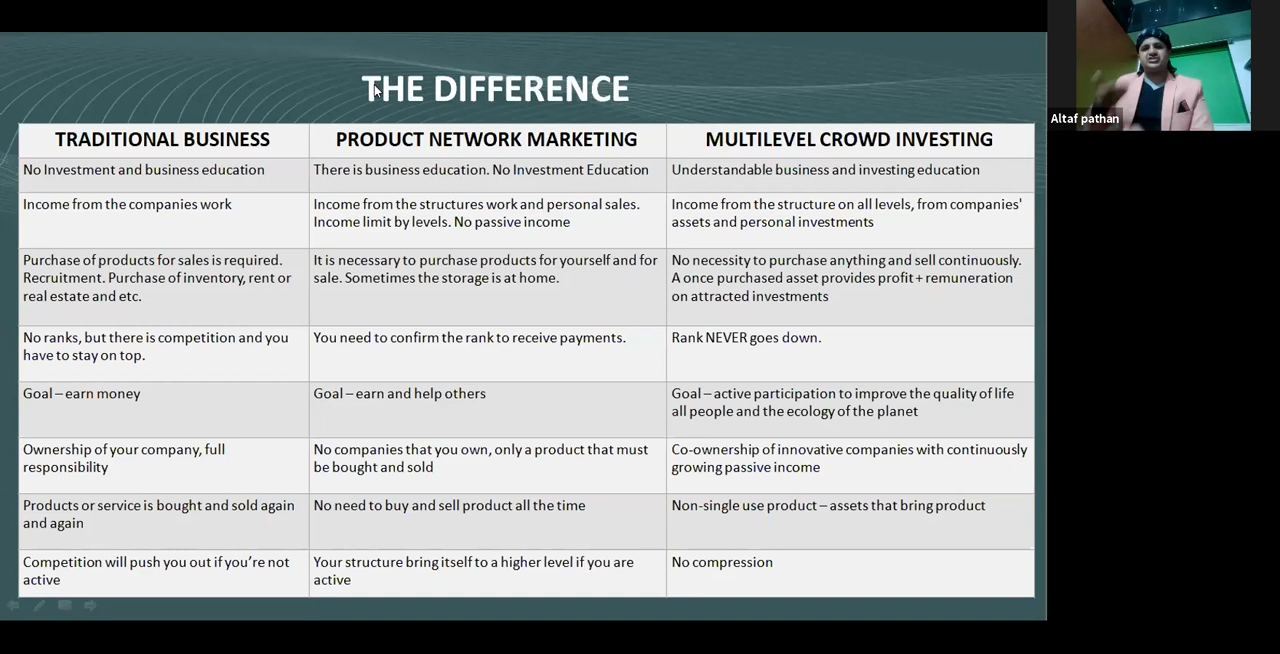 THE DIFFERENCE
TRADITIONAL BUSINESS
PRODUCT NETWORK MARKETING
MULTILEVEL CROWD INVESTING
No Investment and business education
There is business education. No Investment Education
Understandable business and investing education
Income from the companies work
Income from the structures work and personal sales.
Income limit by levels. No passive income
Income from the structure on all levels, from companies'
assets and personal investments
Purchase of products for sales is required.
Recruitment. Purchase of inventory, rent or
real estate and etc.
It is necessary to purchase products for yourself and for
sale. Sometimes the storage is at home.
No necessity to purchase anything and sell continuously.
A once purchased asset provides profit + remuneration
on attracted investments
No ranks, but there is competition and you
have to stay on top.
You need to confirm the rank to receive payments.
Rank NEVER goes down.
Goal – earn money
Goal – earn and help others
Goal – active participation to improve the quality of life
all people and the ecology of the planet
Ownership of your company, full
responsibility
No companies that you own, only a product that must
be bought and sold
Co-ownership of innovative companies with continuously
growing passive income
Products or service is bought and sold again
and again
No need to buy and sell product all the time
Non-single use product – assets that bring product
Competition will push you out if you're not
active
Your structure bring itself to a higher level if you are
active
No compression
Altaf pathan